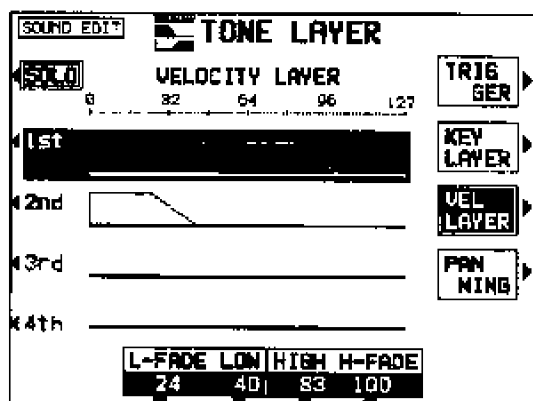 SOUND EDIT
TONE LAYER
SOLO
VELOCITY LAYER
0 32 64 96 127
1st
2nd
3rd
4th
TRIG
GER
KEY
LAYER
VEL
LAYER
PAN
NING
L-FADE LOW HIGH H-FADE
24 40 83 100